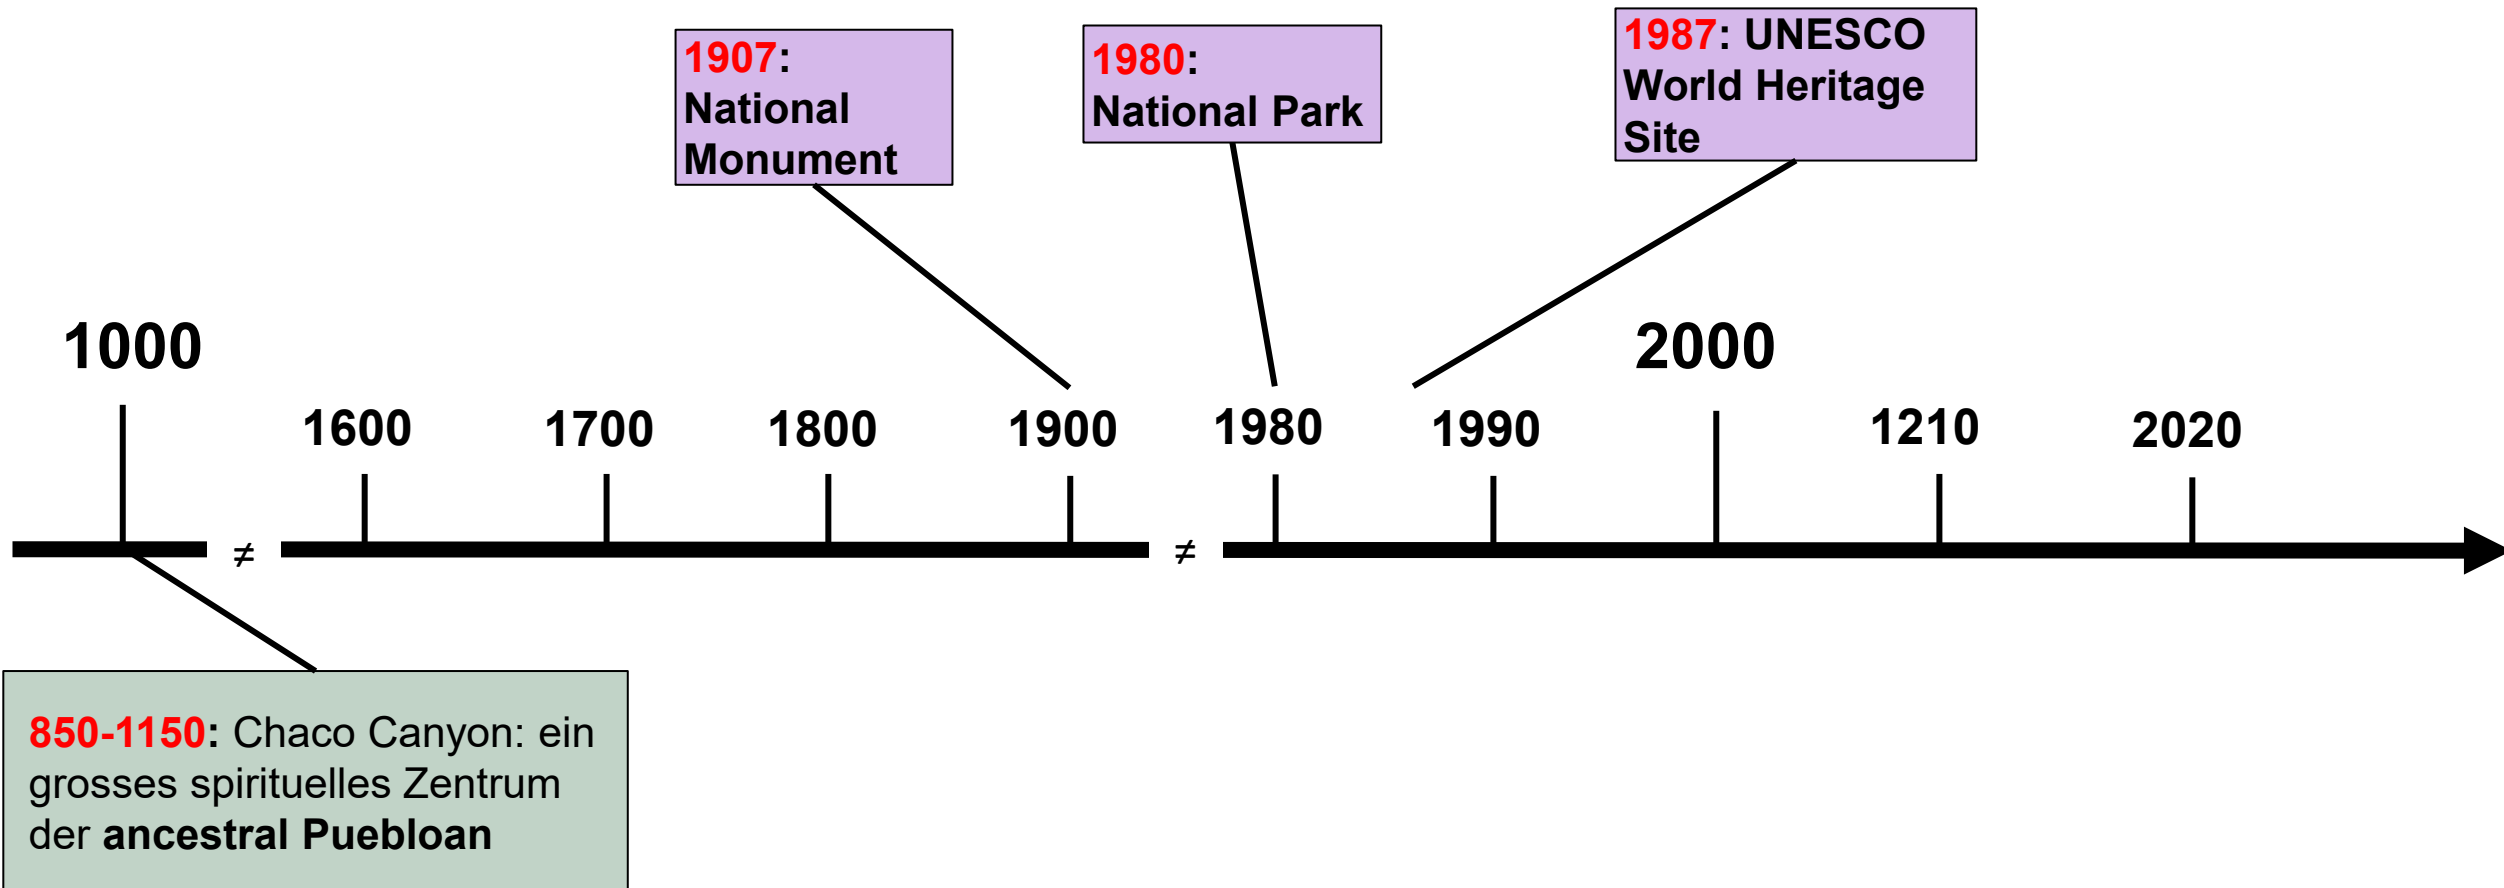 1907:
National
Monument
1980:
National Park
1987: UNESCO
World Heritage
Site
1000
2000
1600
1700
1800
1900
1980
1990
1210
2020
≠
≠
850-1150: Chaco Canyon: ein
grosses spirituelles Zentrum
der ancestral Puebloan